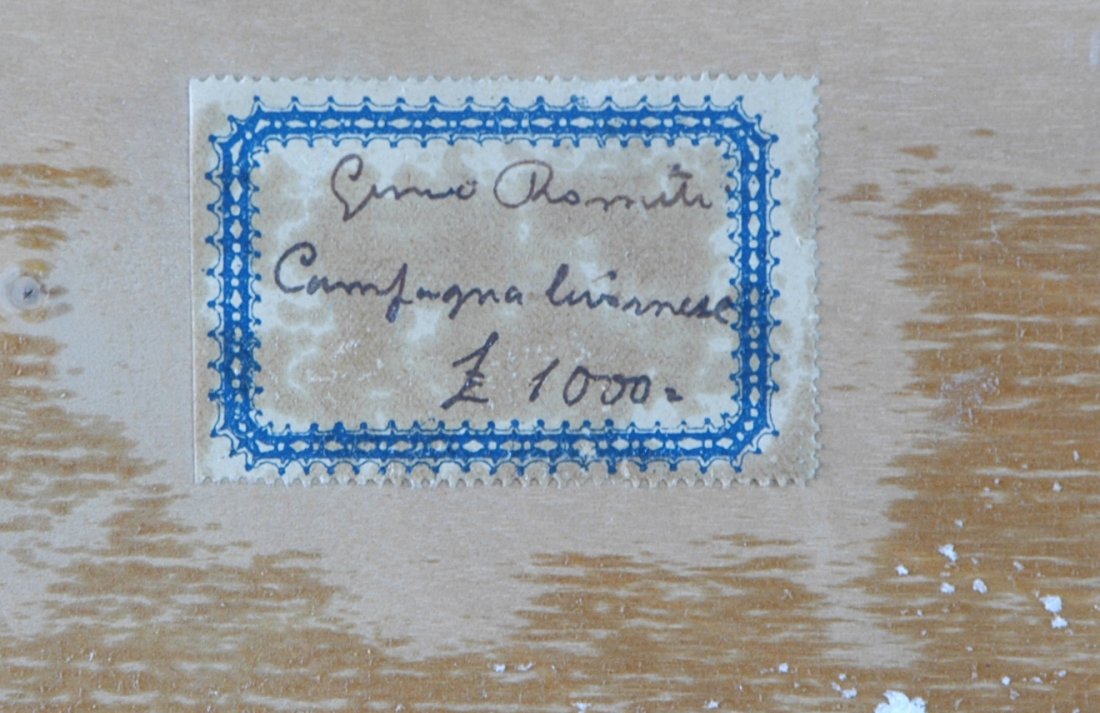 Gino Romiti
Campagna livornese
£ 1000=